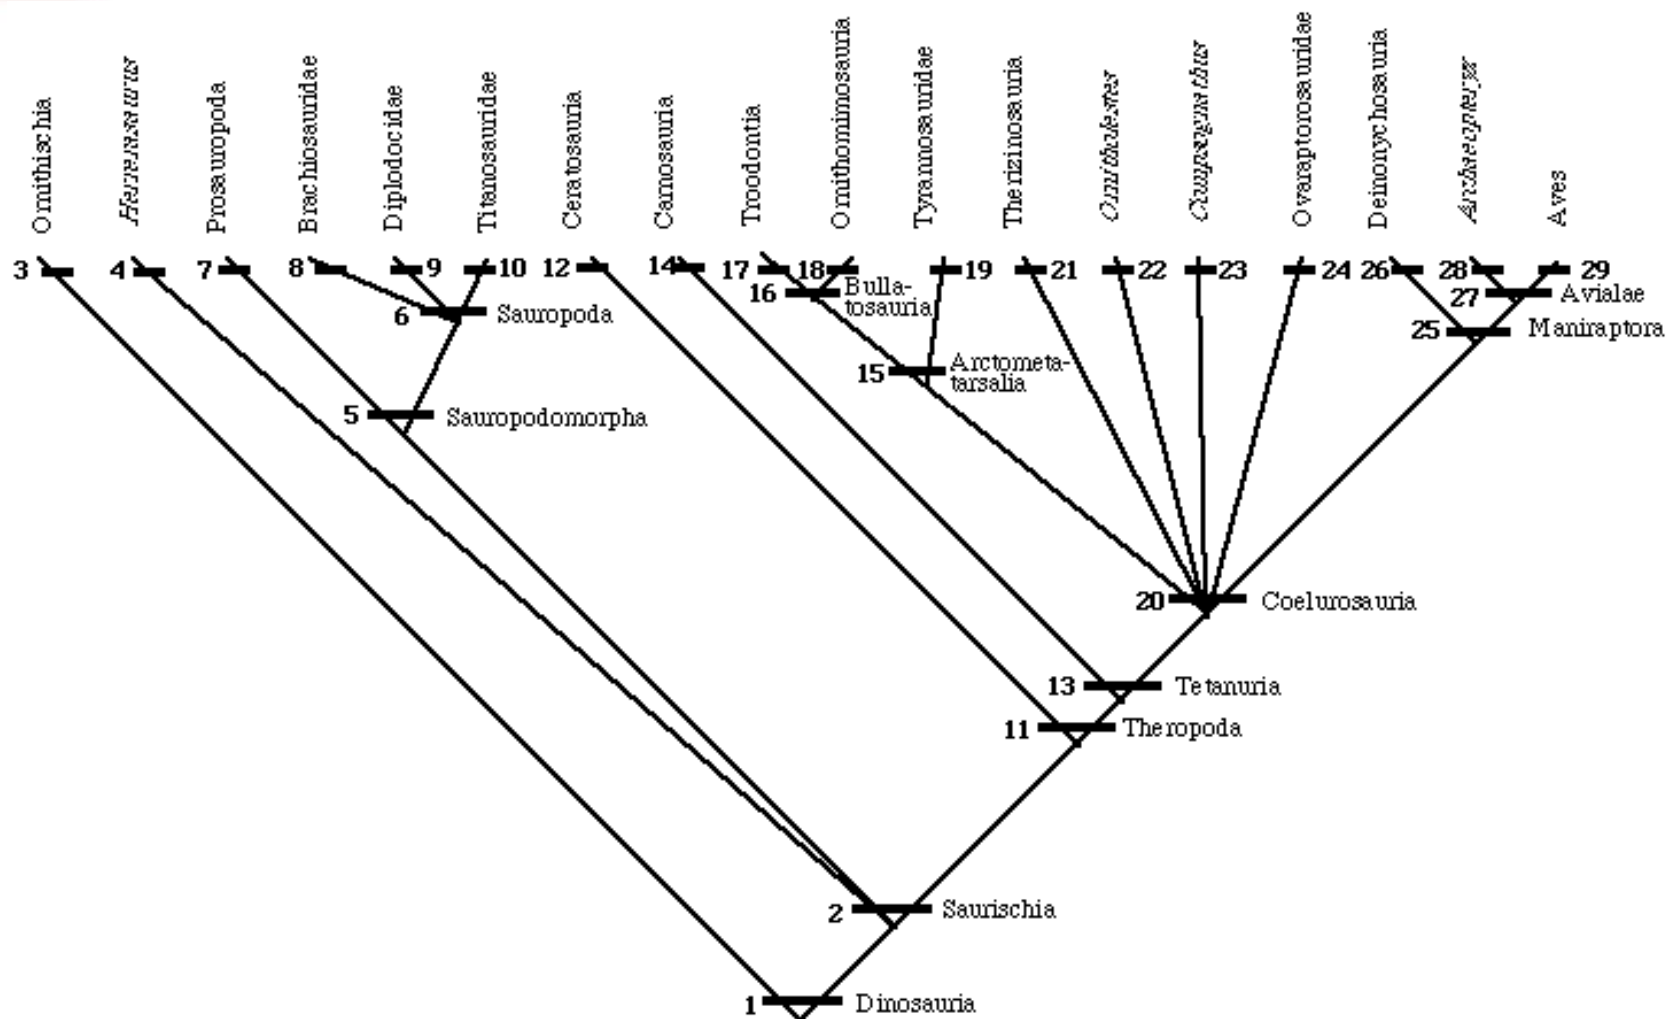 Ornithischia
Herrerasaurus
Prosauropoda
Brachiosauridae
Diplodocidae
Titanosauridae
Ceratosauria
Carnosauria
Troodontia
Ornithomimosauria
Tyrannosauridae
Therizinosauria
Ornitholestes
Compsognathus
Ovaraptorosauridae
Deinonychosauria
Archaeopteryx
Aves
3
4
7
8
9
10
12
14
17
18
19
21
22
23
24
26
28
29
16
Bulla-
tosauria
27
Avialae
6
Sauropoda
25
Maniraptora
15
Arctometa-
tarsalia
5
Sauropodomorpha
20
Coelurosauria
13
Tetanuria
11
Theropoda
2
Saurischia
1
Dinosauria